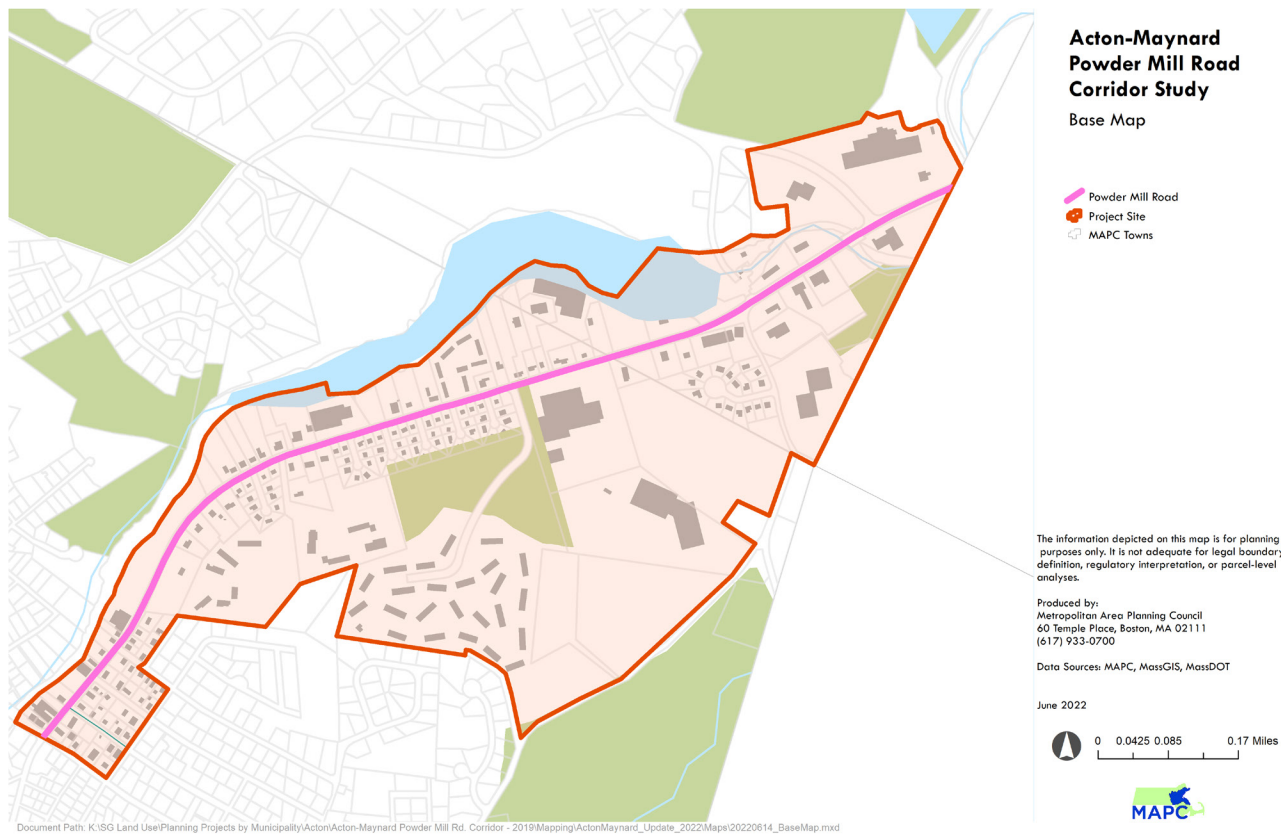 Acton-Maynard
Powder Mill Road
Corridor Study
Base Map
Powder Mill Road
Project Site
MAPC Towns
The information depicted on this map is for planning
purposes only. It is not adequate for legal boundary
definition, regulatory interpretation, or parcel-level
analyses.
Produced by:
Metropolitan Area Planning Council
60 Temple Place, Boston, MA 02111
(617) 933-0700
Data Sources: MAPC, MassGIS, MassDOT
June 2022
0 0.0425 0.085 0.17 Miles
MAPC
Document Path: K:\SG Land Use\Planning Projects by Municipality\Acton\Acton-Maynard Powder Mill Rd. Corridor - 2019\Mapping\ActonMaynard_Update_2022\Maps\20220614_BaseMap.mxd